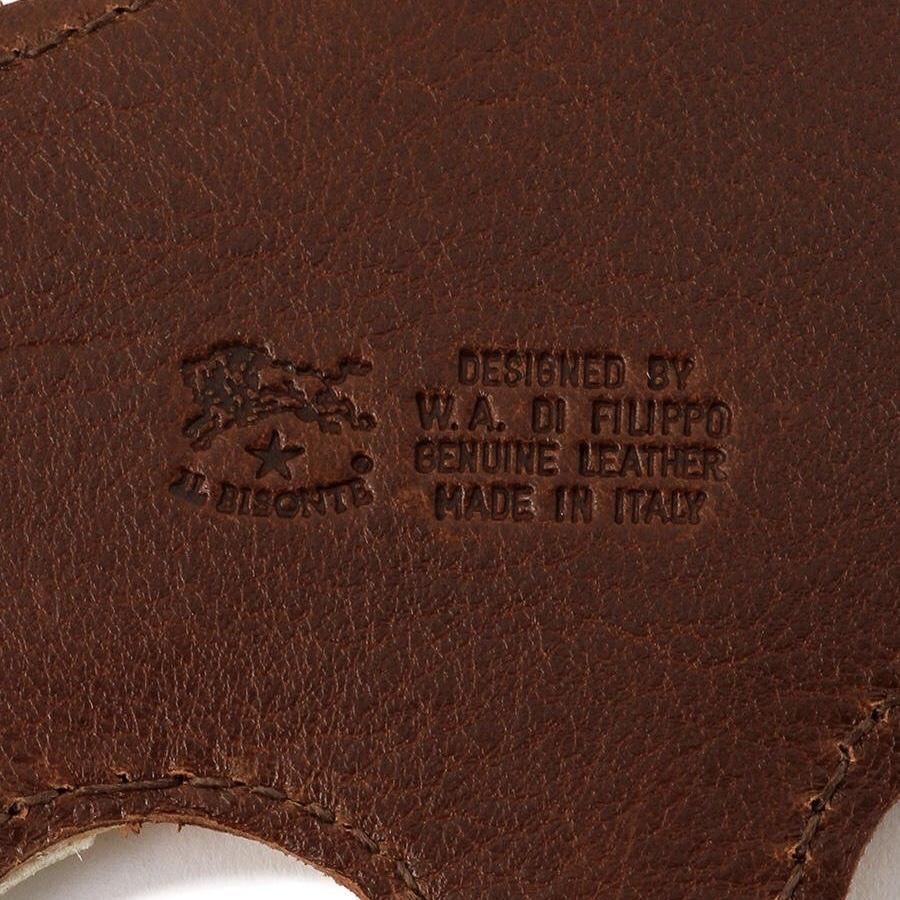 IL BISONTE
DESIGNED BY
W.A. DI FILIPPO
GENUINE LEATHER
MADE IN ITALY